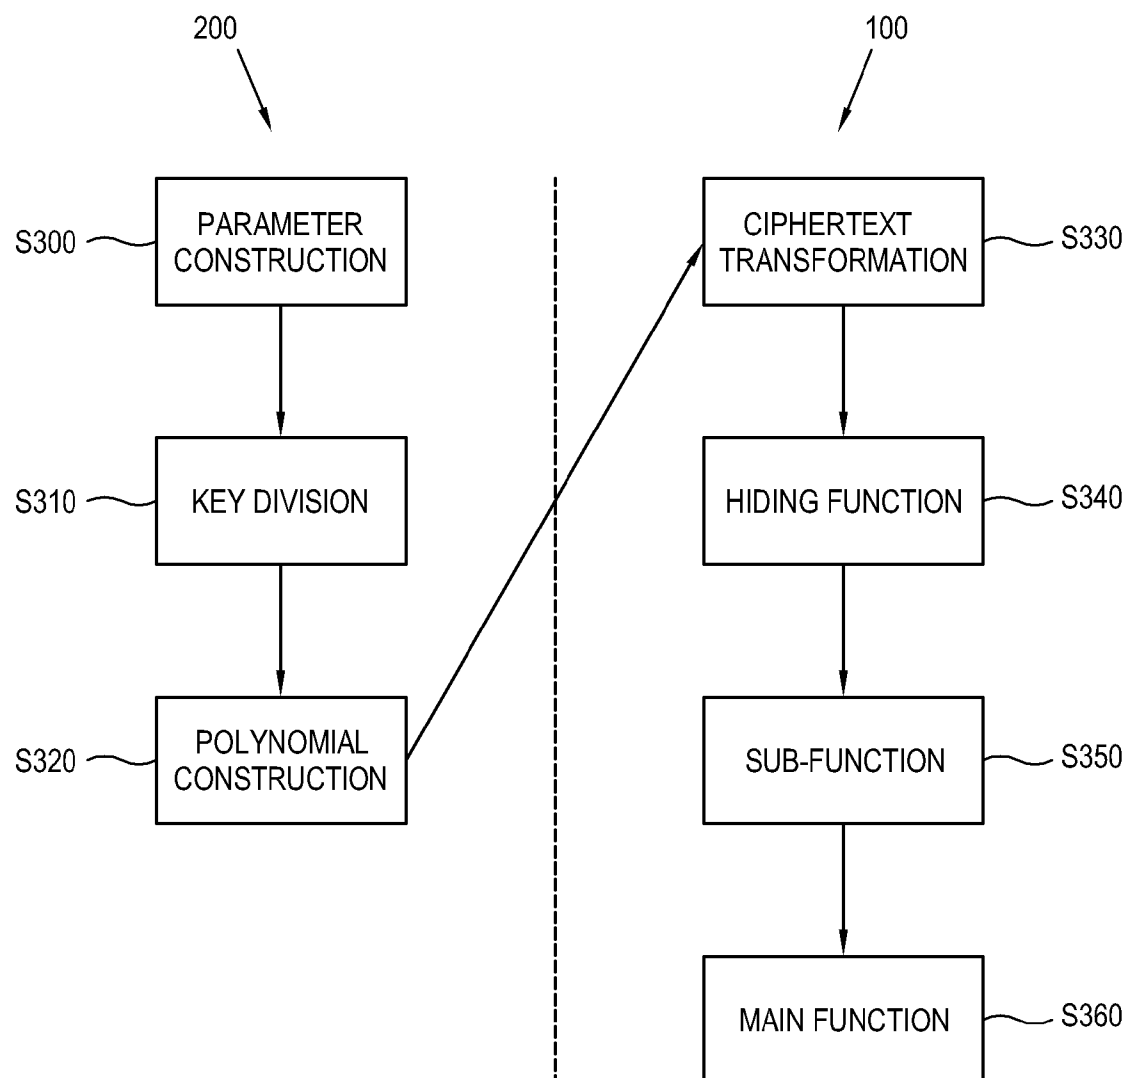 200
100
S300
PARAMETER
CONSTRUCTION
CIPHERTEXT
TRANSFORMATION
S330
S310
KEY DIVISION
HIDING FUNCTION
S340
S320
POLYNOMIAL
CONSTRUCTION
SUB-FUNCTION
S350
MAIN FUNCTION
S360